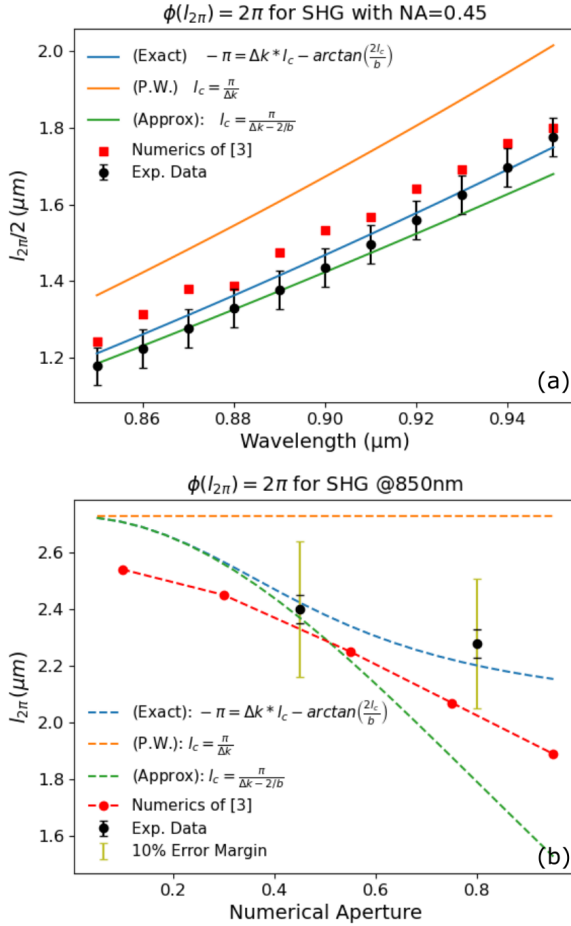 ϕ(l₂π) = 2π for SHG with NA=0.45
2.0
1.8
1.6
1.4
1.2
l₂π/2 (μm)
(Exact) − π = Δk * l_c − arctan(2l_c/b)
(P.W.) l_c = π/Δk
(Approx): l_c = π/(Δk−2/b)
Numerics of [3]
Exp. Data
(a)
0.86 0.88 0.90 0.92 0.94
Wavelength (μm)
ϕ(l₂π) = 2π for SHG @850nm
2.6
2.4
2.2
2.0
1.8
1.6
l₂π (μm)
(Exact): − π = Δk * l_c − arctan(2l_c/b)
(P.W.): l_c = π/Δk
(Approx): l_c = π/(Δk−2/b)
Numerics of [3]
Exp. Data
10% Error Margin
(b)
0.2 0.4 0.6 0.8
Numerical Aperture